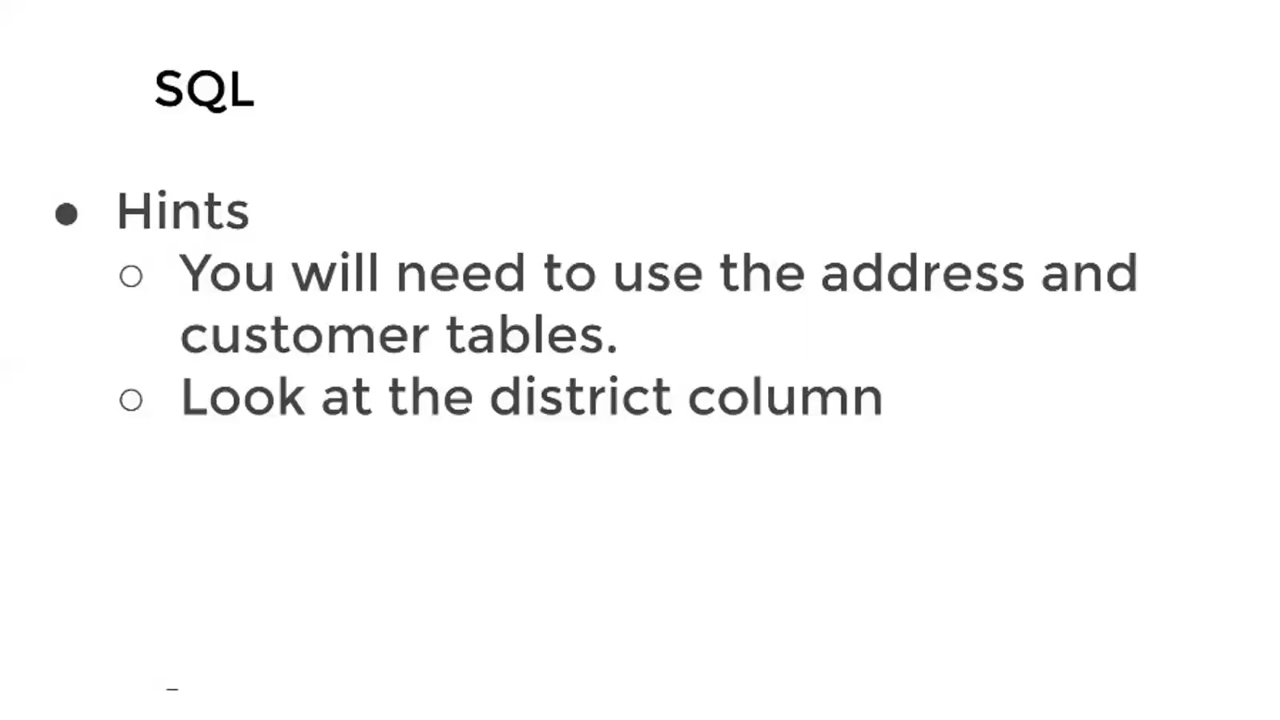 SQL
● Hints
○ You will need to use the address and
customer tables.
○ Look at the district column